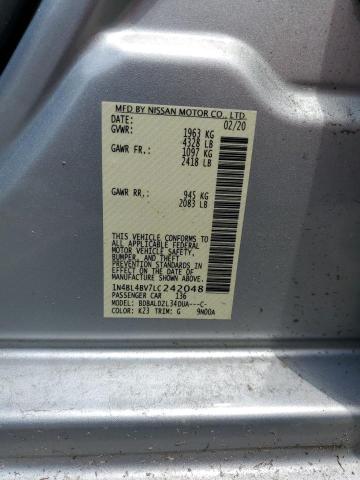 MFD BY NISSAN MOTOR CO., LTD.
DATE: 02/20
GVWR: 1963 KG
4328 LB
GAWR FR.: 1097 KG
2418 LB
GAWR RR.: 945 KG
2083 LB
THIS VEHICLE CONFORMS TO ALL
APPLICABLE FEDERAL MOTOR
VEHICLE SAFETY STANDARDS,
BUMPER, AND THEFT
PREVENTION STANDARDS IN
EFFECT ON THE DATE OF
MANUFACTURE SHOWN ABOVE.
1N4BL4BV7LC242048
PASSENGER CAR 136
MODEL: BDBALDZL34DUA---C-
COLOR: K23 TRIM: G 9N00A